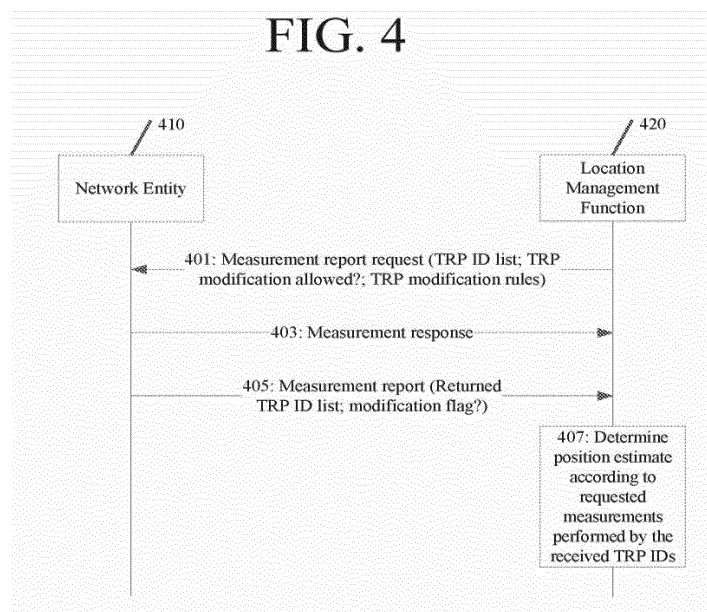 FIG. 4
410
420
Network Entity
Location
Management
Function
401: Measurement report request (TRP ID list; TRP
modification allowed?; TRP modification rules)
403: Measurement response
405: Measurement report (Returned
TRP ID list; modification flag?)
407: Determine
position estimate
according to
requested
measurements
performed by the
received TRP IDs